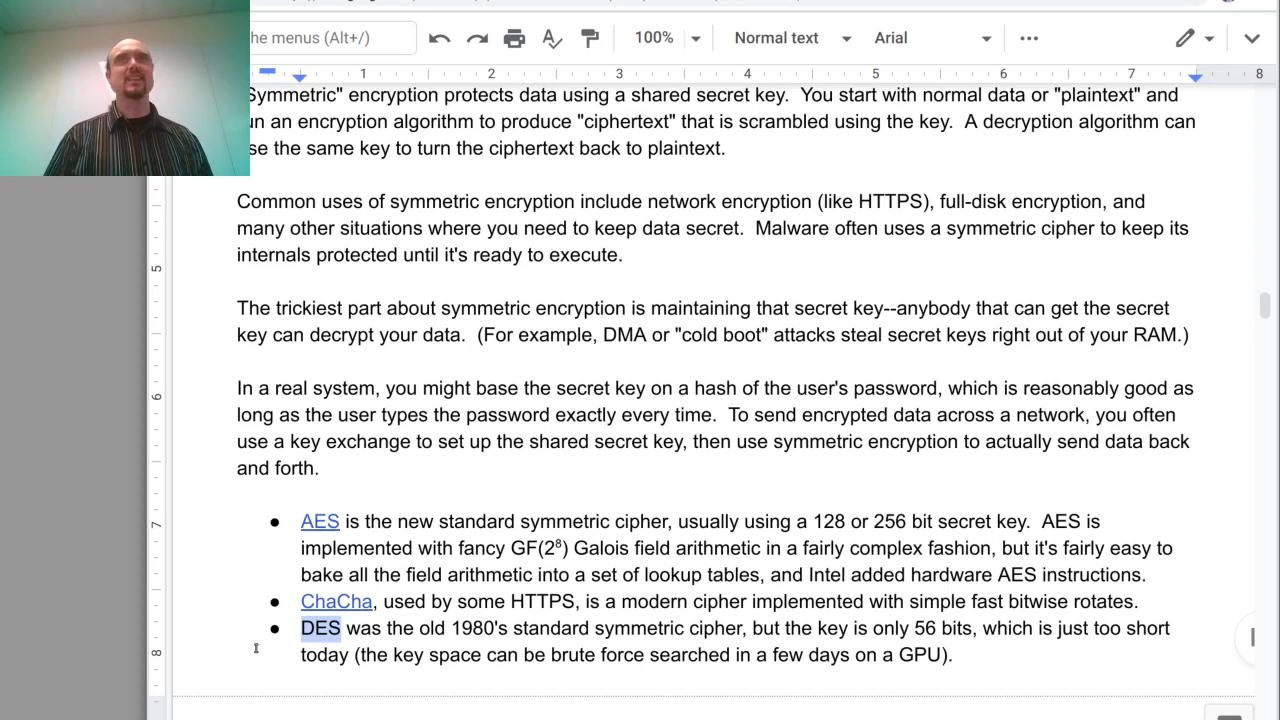 he menus (Alt+/)
100%
Normal text
Arial
1 2 3 4 5 6 7 8
Symmetric" encryption protects data using a shared secret key.  You start with normal data or "plaintext" and
un an encryption algorithm to produce "ciphertext" that is scrambled using the key.  A decryption algorithm can
se the same key to turn the ciphertext back to plaintext.
Common uses of symmetric encryption include network encryption (like HTTPS), full-disk encryption, and
many other situations where you need to keep data secret.  Malware often uses a symmetric cipher to keep its
internals protected until it's ready to execute.
5
The trickiest part about symmetric encryption is maintaining that secret key--anybody that can get the secret
key can decrypt your data.  (For example, DMA or "cold boot" attacks steal secret keys right out of your RAM.)
In a real system, you might base the secret key on a hash of the user's password, which is reasonably good as
6
long as the user types the password exactly every time.  To send encrypted data across a network, you often
use a key exchange to set up the shared secret key, then use symmetric encryption to actually send data back
and forth.
7
● AES is the new standard symmetric cipher, usually using a 128 or 256 bit secret key.  AES is
implemented with fancy GF(2⁸) Galois field arithmetic in a fairly complex fashion, but it's fairly easy to
bake all the field arithmetic into a set of lookup tables, and Intel added hardware AES instructions.
● ChaCha, used by some HTTPS, is a modern cipher implemented with simple fast bitwise rotates.
● DES was the old 1980's standard symmetric cipher, but the key is only 56 bits, which is just too short
8
today (the key space can be brute force searched in a few days on a GPU).